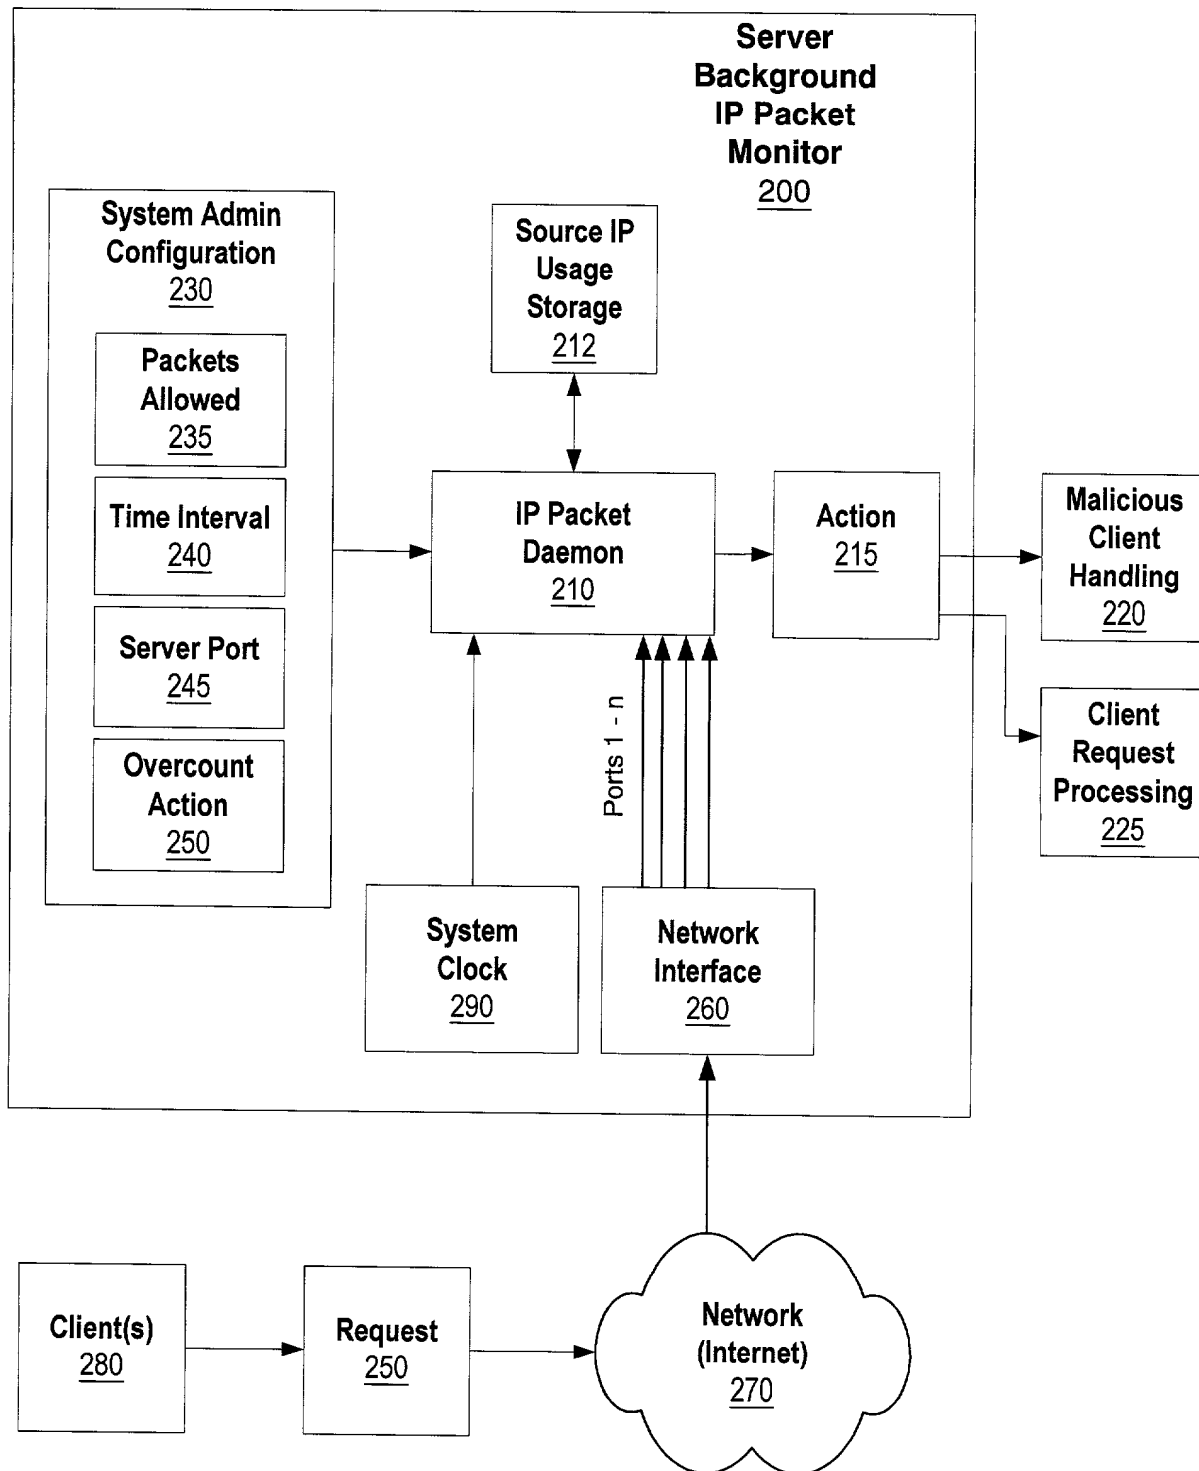 Server
Background
IP Packet
Monitor
200
System Admin
Configuration
230
Packets
Allowed
235
Time Interval
240
Server Port
245
Overcount
Action
250
Source IP
Usage
Storage
212
IP Packet
Daemon
210
Action
215
Malicious
Client
Handling
220
Client
Request
Processing
225
Ports 1 - n
System
Clock
290
Network
Interface
260
Client(s)
280
Request
250
Network
(Internet)
270